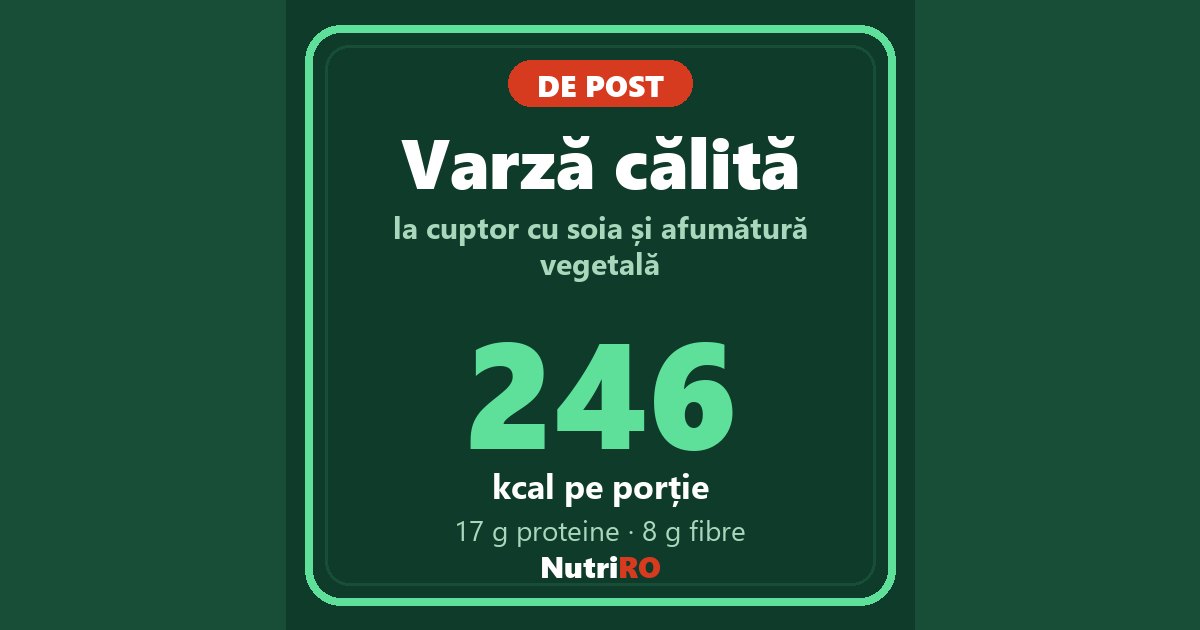 DE POST
Varză călită
la cuptor cu soia și afumătură
vegetală
246
kcal pe porție
17 g proteine · 8 g fibre
NutriRO